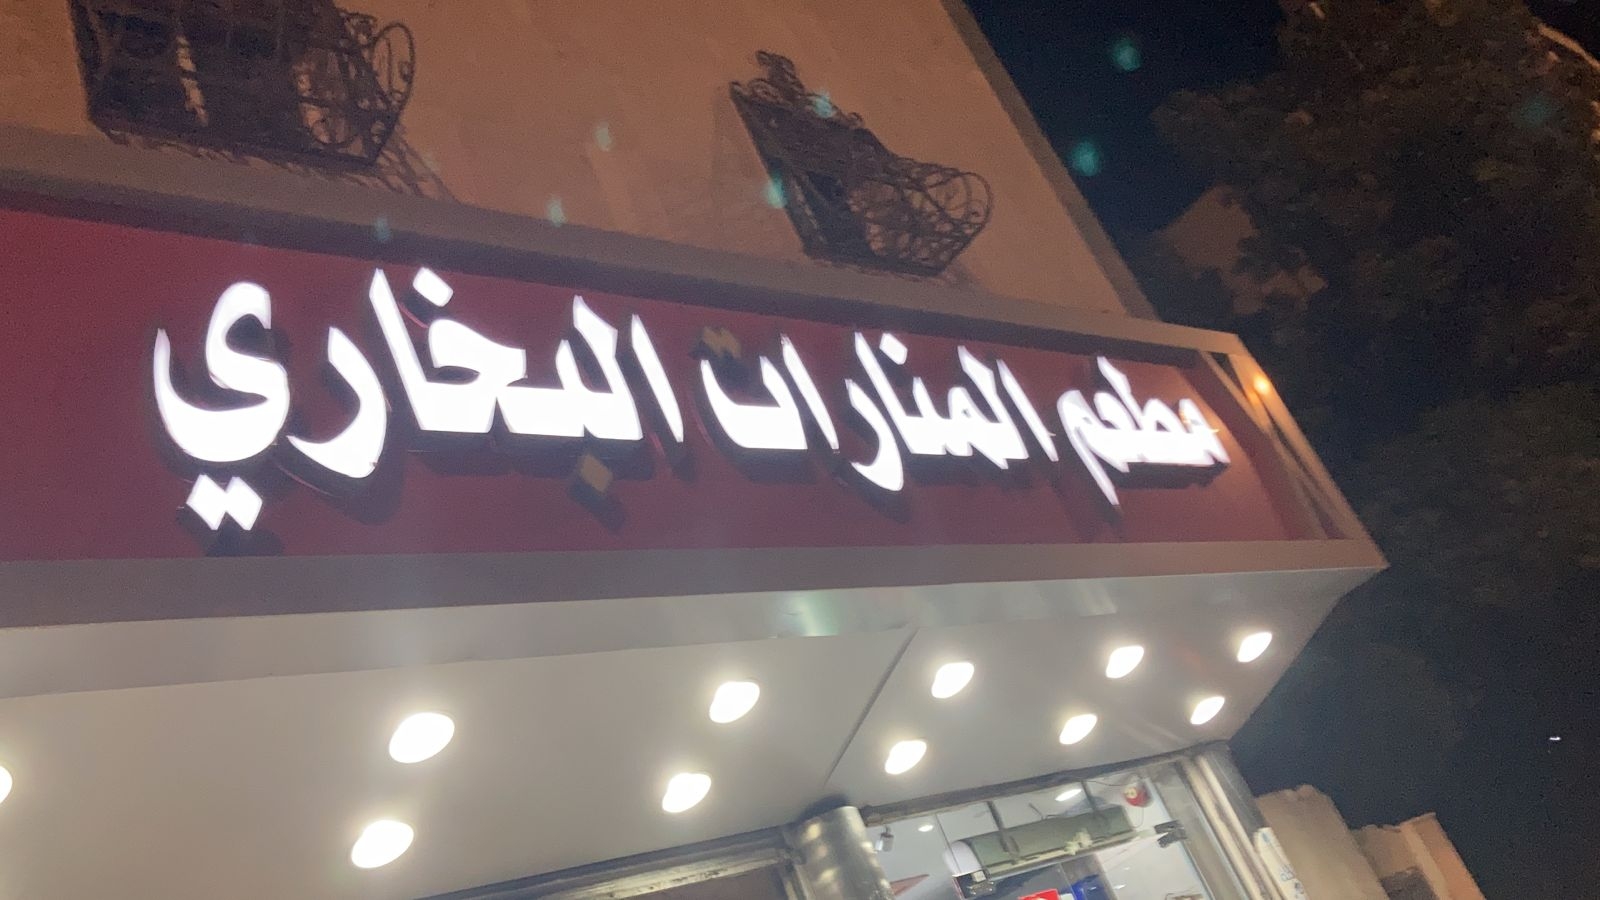 مطعم المنارات البخاري